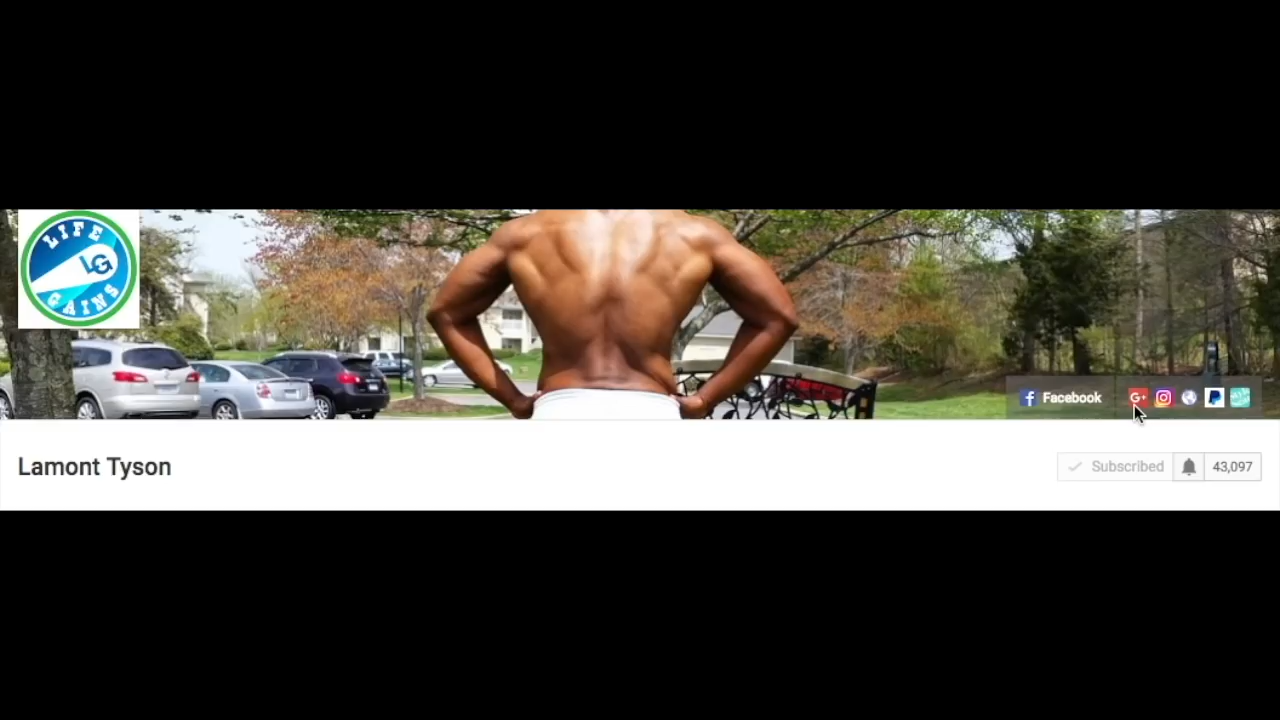 LIFE
LG
GAINS
Facebook
G+
Lamont Tyson
Subscribed
43,097